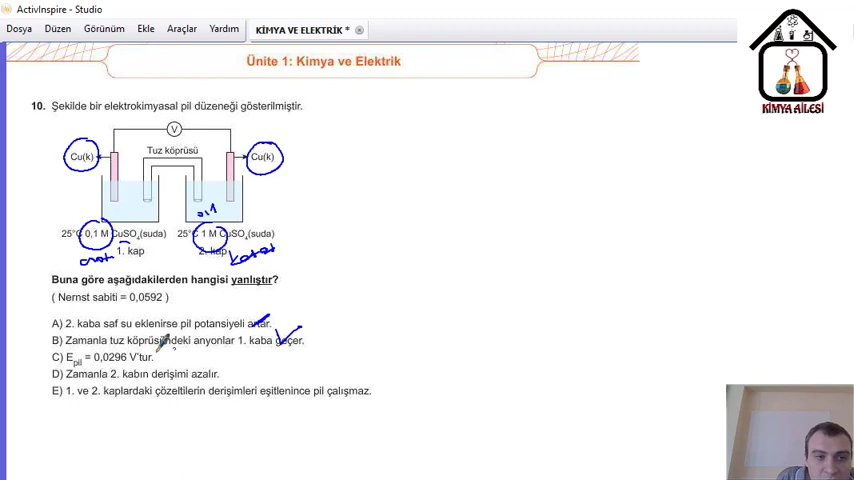 ActivInspire - Studio
Dosya Düzen Görünüm Ekle Araçlar Yardım
KİMYA VE ELEKTRİK *
KİMYA AİLESİ
Ünite 1: Kimya ve Elektrik
10. Şekilde bir elektrokimyasal pil düzeneği gösterilmiştir.
V
Tuz köprüsü
Cu(k) Cu(k)
0,1
25°C 0,1 M CuSO4(suda) 25°C 1 M CuSO4(suda)
1. kap 2. kap
anot katot
Buna göre aşağıdakilerden hangisi yanlıştır?
( Nernst sabiti = 0,0592 )
A) 2. kaba saf su eklenirse pil potansiyeli artar.
B) Zamanla tuz köprüsündeki anyonlar 1. kaba geçer.
C) Epil = 0,0296 V'tur.
D) Zamanla 2. kabın derişimi azalır.
E) 1. ve 2. kaplardaki çözeltilerin derişimleri eşitlenince pil çalışmaz.